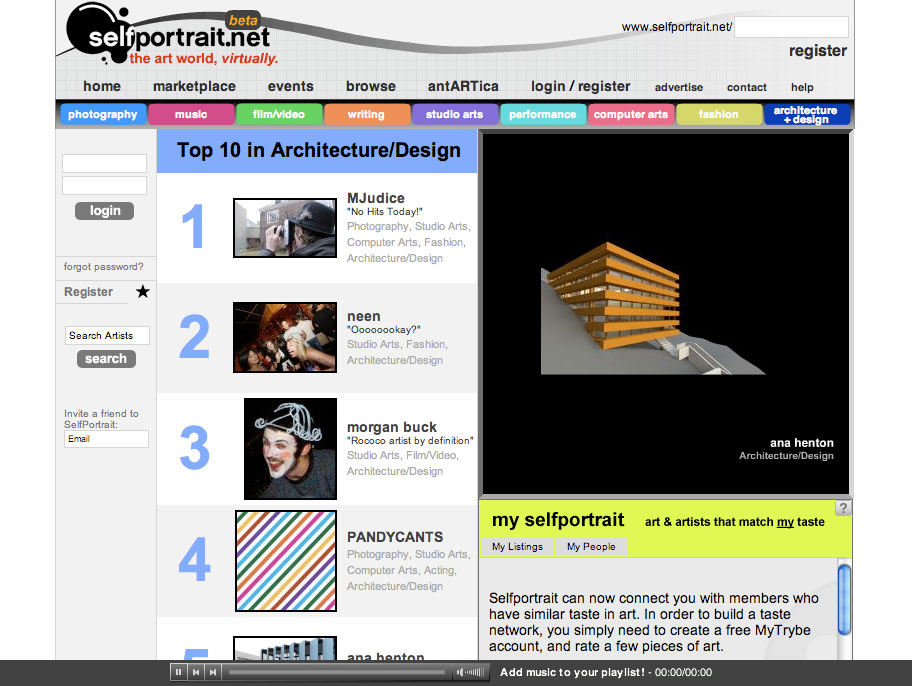 beta
selfportrait.net
the art world, virtually.
www.selfportrait.net/
register
home marketplace events browse antARTica login / register advertise contact help
photography music film/video writing studio arts performance computer arts fashion architecture + design
login
forgot password?
Register
Search Artists
search
Invite a friend to
SelfPortrait:
Email
Top 10 in Architecture/Design
1
MJudice
"No Hits Today!"
Photography, Studio Arts,
Computer Arts, Fashion,
Architecture/Design
2
neen
"Oooooookay?"
Studio Arts, Fashion,
Architecture/Design
3
morgan buck
"Rococo artist by definition"
Studio Arts, Film/Video,
Architecture/Design
4
PANDYCANTS
Photography, Studio Arts,
Computer Arts, Acting,
Architecture/Design
5
ana henton
ana henton
Architecture/Design
?
my selfportrait art & artists that match my taste
My Listings My People
Selfportrait can now connect you with members who
have similar taste in art. In order to build a taste
network, you simply need to create a free MyTrybe
account, and rate a few pieces of art.
Add music to your playlist! - 00:00/00:00